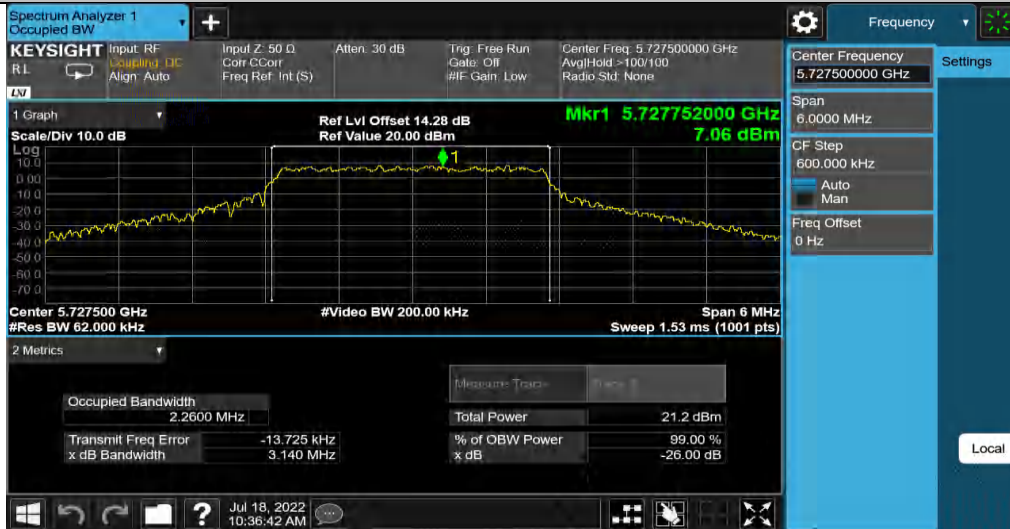 Spectrum Analyzer 1
Occupied BW
+
Frequency
KEYSIGHT
RL
LXI
Input: RF
Coupling: DC
Align: Auto
Input Z: 50 Ω
Corr CCorr
Freq Ref: Int (S)
Atten: 30 dB
Trig: Free Run
Gate: Off
#IF Gain: Low
Center Freq: 5.727500000 GHz
Avg|Hold >100/100
Radio Std: None
Center Frequency
5.727500000 GHz
Settings
Span
6.0000 MHz
CF Step
600.000 kHz
Auto
Man
Freq Offset
0 Hz
Local
1 Graph
Scale/Div 10.0 dB
Ref Lvl Offset 14.28 dB
Ref Value 20.00 dBm
Mkr1 5.727752000 GHz
7.06 dBm
Log
10.0
0.00
-10.0
-20.0
-30.0
-40.0
-50.0
-60.0
-70.0
1
Center 5.727500 GHz
#Video BW 200.00 kHz
Span 6 MHz
#Res BW 62.000 kHz
Sweep 1.53 ms (1001 pts)
2 Metrics
Measure Trace
Occupied Bandwidth
2.2600 MHz
Total Power 21.2 dBm
Transmit Freq Error -13.725 kHz
% of OBW Power 99.00 %
x dB Bandwidth 3.140 MHz
x dB -26.00 dB
?
Jul 18, 2022
10:36:42 AM